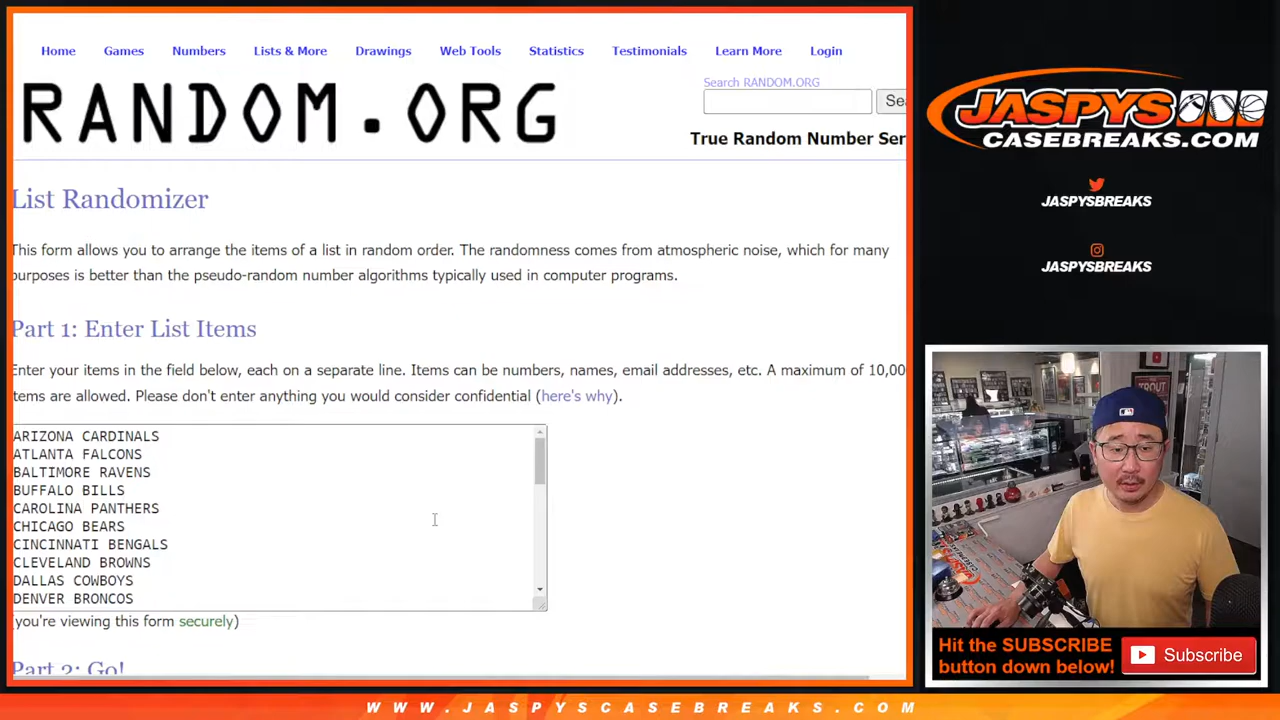 Home Games Numbers Lists & More Drawings Web Tools Statistics Testimonials Learn More Login
Search RANDOM.ORG
RANDOM.ORG
Sea
True Random Number Ser
List Randomizer
This form allows you to arrange the items of a list in random order. The randomness comes from atmospheric noise, which for many
purposes is better than the pseudo-random number algorithms typically used in computer programs.
Part 1: Enter List Items
Enter your items in the field below, each on a separate line. Items can be numbers, names, email addresses, etc. A maximum of 10,00
items are allowed. Please don't enter anything you would consider confidential (here's why).
ARIZONA CARDINALS
ATLANTA FALCONS
BALTIMORE RAVENS
BUFFALO BILLS
CAROLINA PANTHERS
CHICAGO BEARS
CINCINNATI BENGALS
CLEVELAND BROWNS
DALLAS COWBOYS
DENVER BRONCOS
(you're viewing this form securely)
Part 2: Go!
JASPYS
CASEBREAKS.COM
JASPYSBREAKS
JASPYSBREAKS
TROUT
Hit the SUBSCRIBE
button down below!
Subscribe
WWW.JASPYSCASEBREAKS.COM